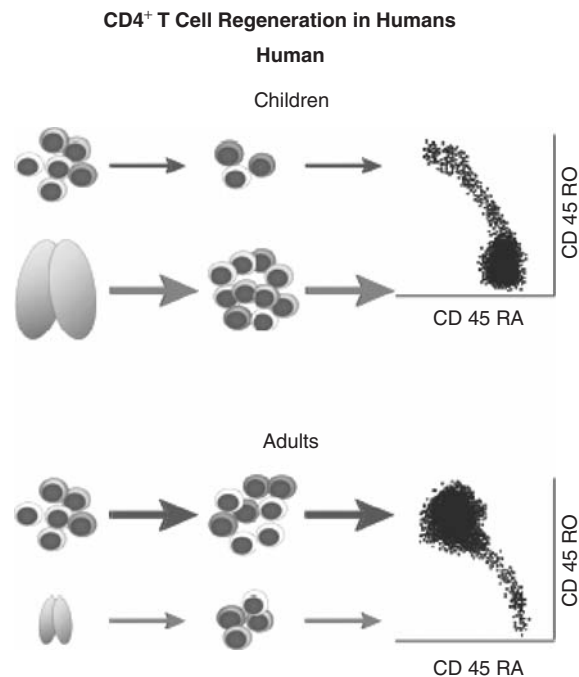 CD4⁺ T Cell Regeneration in Humans
Human
Children
CD 45 RO
CD 45 RA
Adults
CD 45 RO
CD 45 RA